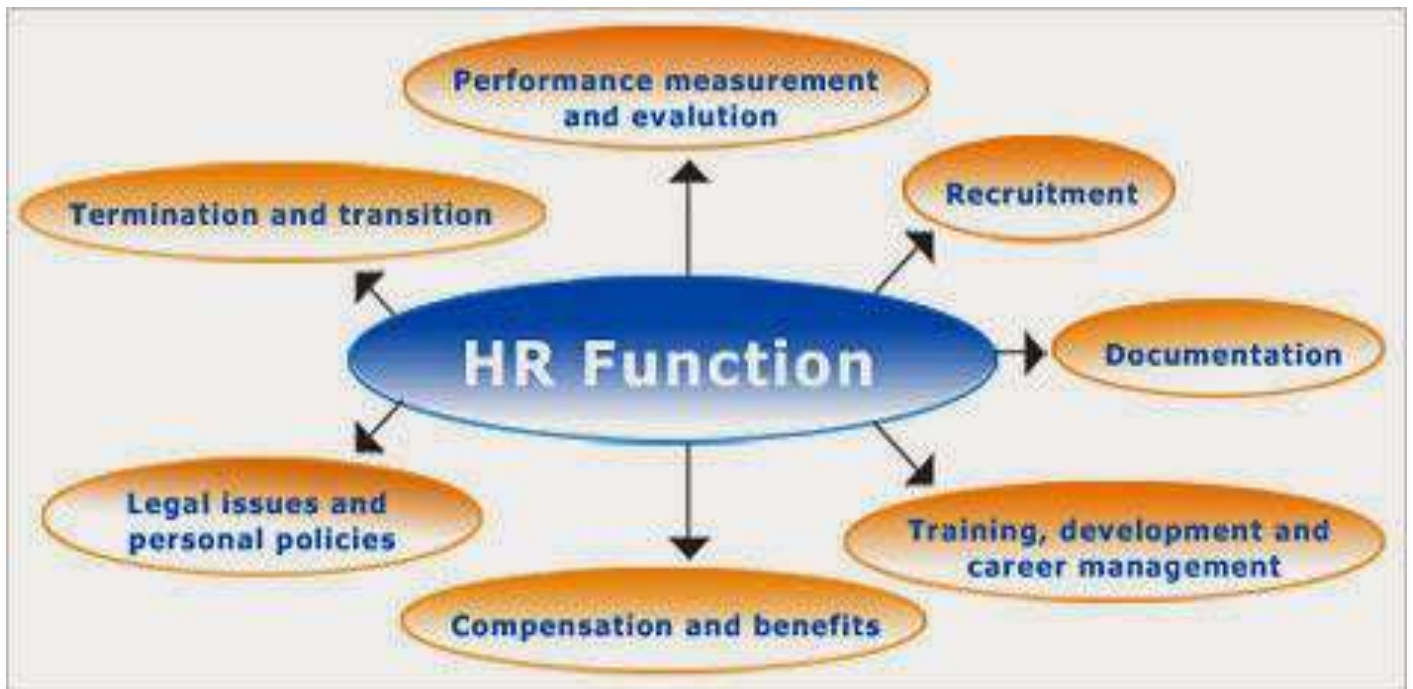 Performance measurement
and evalution
Recruitment
Termination and transition
HR Function
Documentation
Legal issues and
personal policies
Training, development and
career management
Compensation and benefits